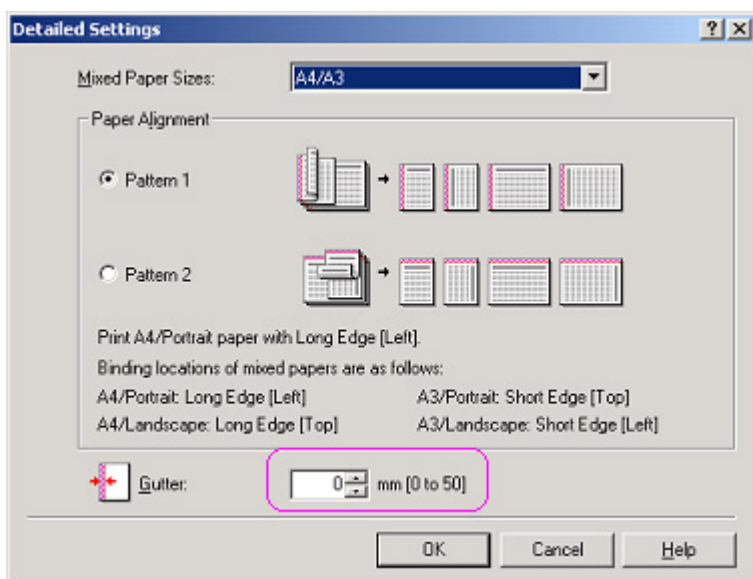 Detailed Settings
Mixed Paper Sizes: A4/A3
Paper Alignment
Pattern 1
Pattern 2
Print A4/Portrait paper with Long Edge [Left].
Binding locations of mixed papers are as follows:
A4/Portrait: Long Edge [Left] A3/Portrait: Short Edge [Top]
A4/Landscape: Long Edge [Top] A3/Landscape: Short Edge [Left]
Gutter: 0 mm [0 to 50]
OK Cancel Help